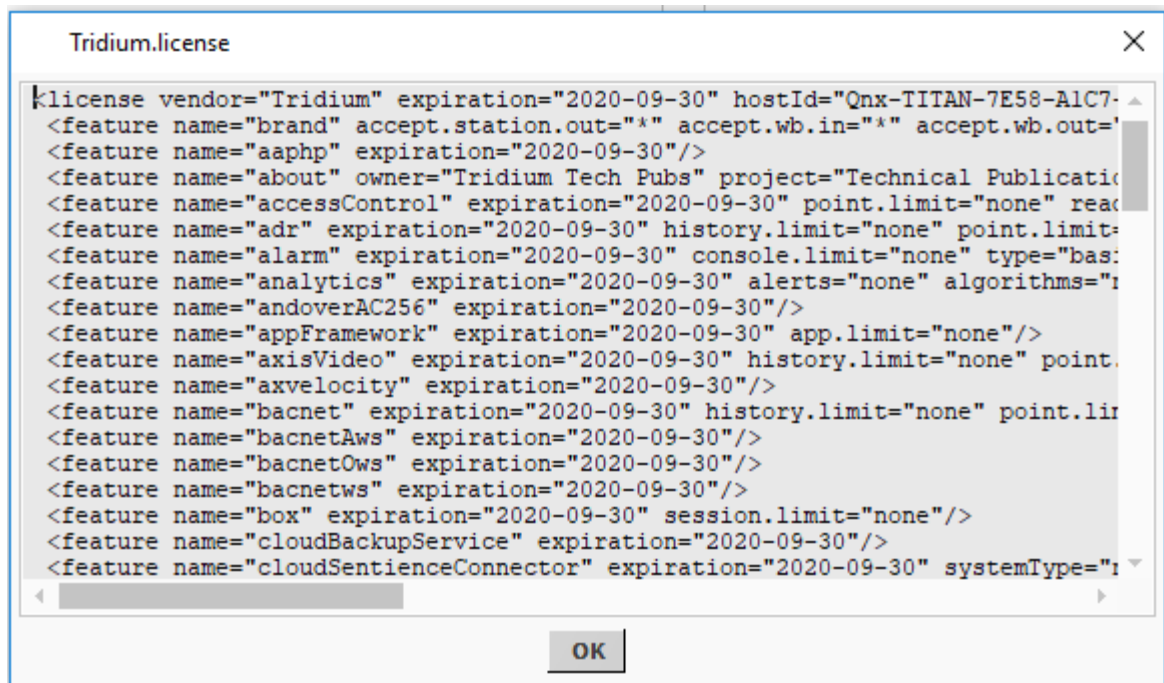 Tridium.license
<license vendor="Tridium" expiration="2020-09-30" hostId="Qnx-TITAN-7E58-A1C7-
<feature name="brand" accept.station.out="*" accept.wb.in="*" accept.wb.out="
<feature name="aaphp" expiration="2020-09-30"/>
<feature name="about" owner="Tridium Tech Pubs" project="Technical Publicatio
<feature name="accessControl" expiration="2020-09-30" point.limit="none" read
<feature name="adr" expiration="2020-09-30" history.limit="none" point.limit=
<feature name="alarm" expiration="2020-09-30" console.limit="none" type="basi
<feature name="analytics" expiration="2020-09-30" alerts="none" algorithms="n
<feature name="andoverAC256" expiration="2020-09-30"/>
<feature name="appFramework" expiration="2020-09-30" app.limit="none"/>
<feature name="axisVideo" expiration="2020-09-30" history.limit="none" point.
<feature name="axvelocity" expiration="2020-09-30"/>
<feature name="bacnet" expiration="2020-09-30" history.limit="none" point.lim
<feature name="bacnetAws" expiration="2020-09-30"/>
<feature name="bacnetOws" expiration="2020-09-30"/>
<feature name="bacnetws" expiration="2020-09-30"/>
<feature name="box" expiration="2020-09-30" session.limit="none"/>
<feature name="cloudBackupService" expiration="2020-09-30"/>
<feature name="cloudSentienceConnector" expiration="2020-09-30" systemType="n
OK